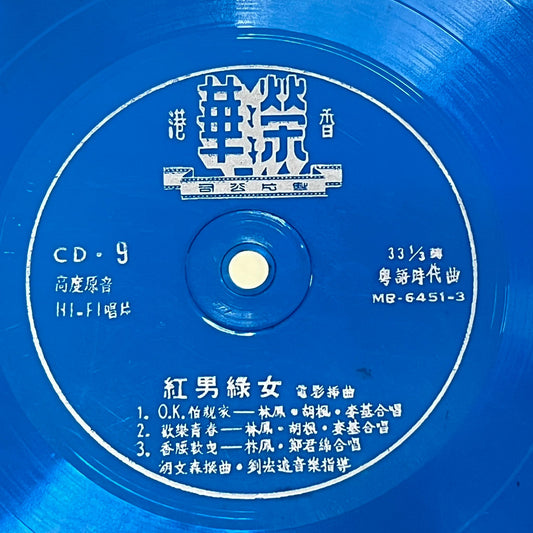 香港
榮華
製片公司
CD·9
高度原音
HI-FI唱片
33⅓轉
粵語時代曲
MB-6451-3
紅男綠女 電影插曲
1. O.K.怕親家——林鳳·胡楓·麥基合唱
2. 歡樂青春——林鳳·胡楓·麥基合唱
3. 香腮軟曳——林鳳·鄭君綿合唱
胡文森撰曲·劉宏遠音樂指導